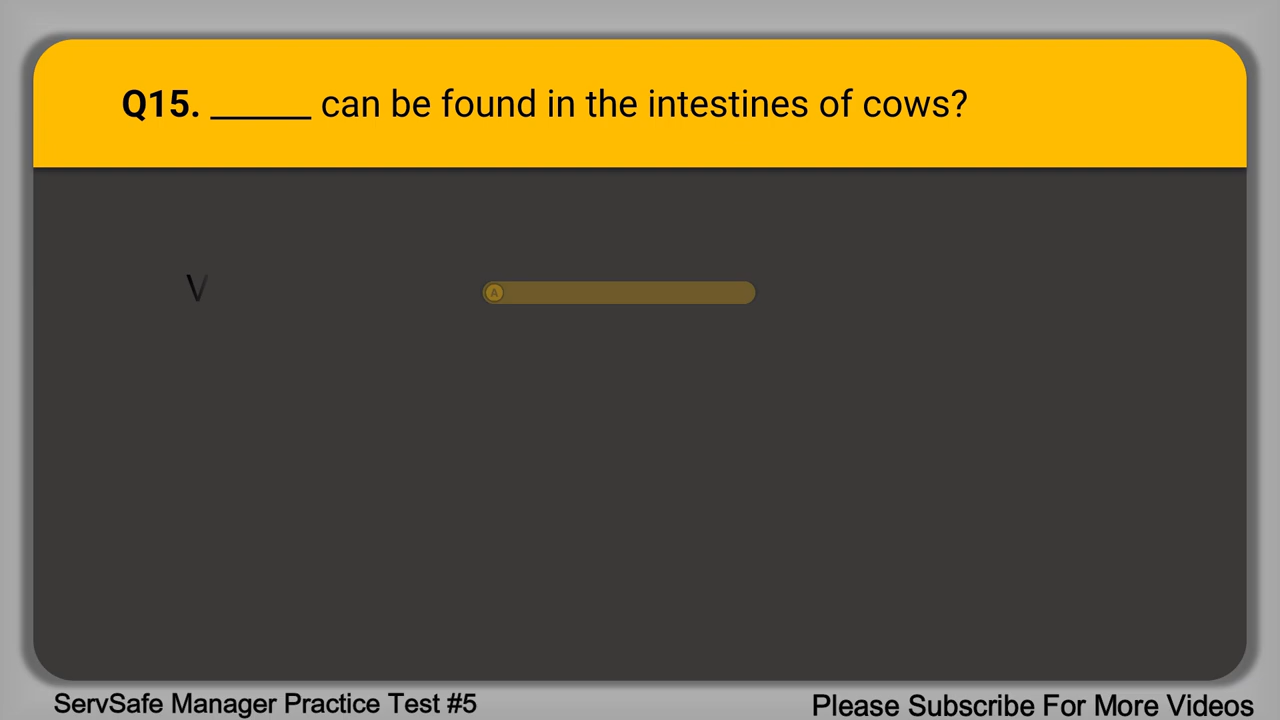 Q15. ______ can be found in the intestines of cows?
V
A
ServSafe Manager Practice Test #5
Please Subscribe For More Videos